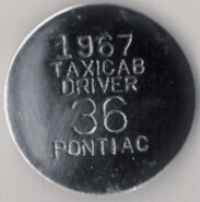 1967
TAXICAB
DRIVER
36
PONTIAC